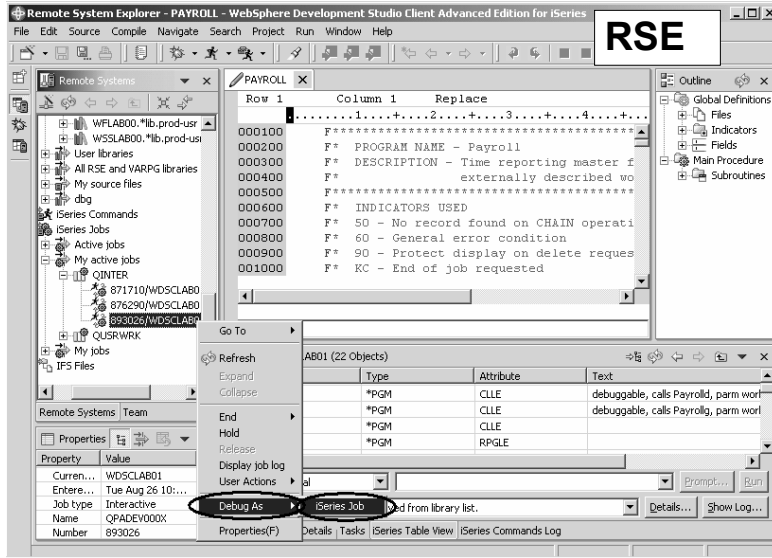 Remote System Explorer - PAYROLL - WebSphere Development Studio Client Advanced Edition for iSeries
RSE
File Edit Source Compile Navigate Search Project Run Window Help
Remote Systems
WFLAB00.*lib.prod-usr
WSSLAB00.*lib.prod-usr
User libraries
All RSE and VARPG libraries
My source files
dbg
iSeries Commands
iSeries Jobs
Active jobs
My active jobs
QINTER
871710/WDSCLAB0
876290/WDSCLAB0
893026/WDSCLAB0
QUSRWRK
My jobs
IFS Files
Remote Systems Team
PAYROLL
Row 1 Column 1 Replace
.........1....+....2....+....3....+....4....+...
000100 F*****************************************
000200 F* PROGRAM NAME - Payroll
000300 F* DESCRIPTION - Time reporting master f
000400 F* externally described wo
000500 F*****************************************
000600 F* INDICATORS USED
000700 F* 50 - No record found on CHAIN operati
000800 F* 60 - General error condition
000900 F* 90 - Protect display on delete reques
001000 F* KC - End of job requested
Outline
Global Definitions
Files
Indicators
Fields
Main Procedure
Subroutines
Go To
Refresh
Expand
Collapse
End
Hold
Release
Display job log
User Actions
Debug As
Properties(F)
iSeries Job
LAB01 (22 Objects)
Type Attribute Text
*PGM CLLE debuggable, calls Payrolld, parm worl
*PGM CLLE debuggable, calls Payrollg, parm worl
*PGM CLLE
*PGM RPGLE
Prompt... Run
ved from library list.
Details... Show Log...
Details Tasks iSeries Table View iSeries Commands Log
Properties
Property Value
Curren... WDSCLAB01
Entere... Tue Aug 26 10:...
Job type Interactive
Name QPADEV000X
Number 893026